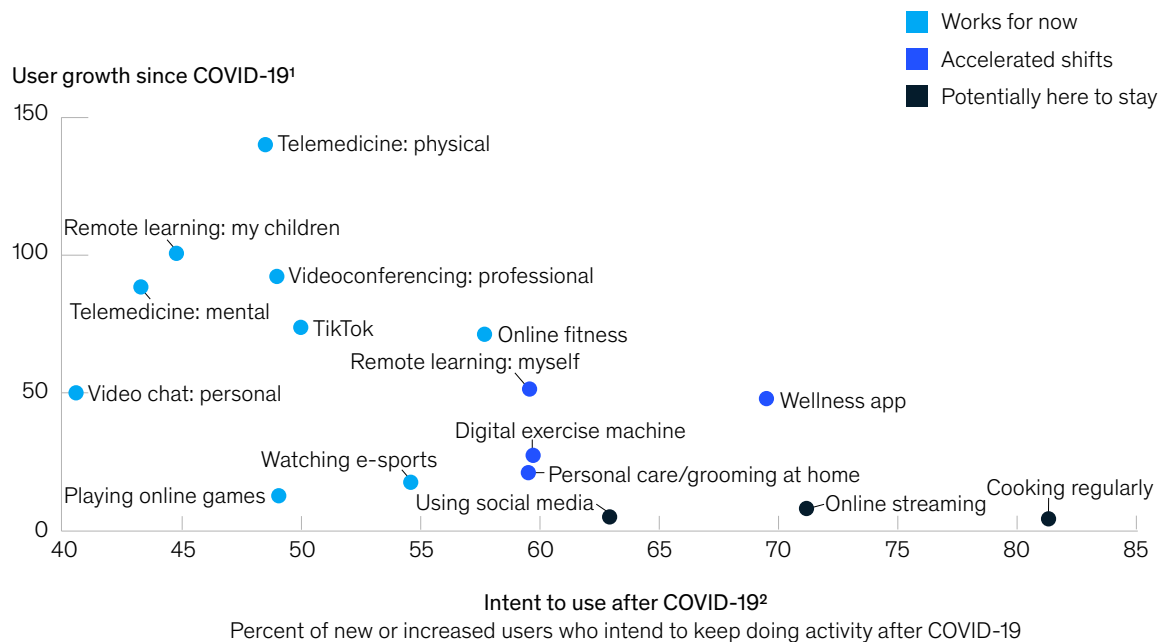 Works for now
Accelerated shifts
Potentially here to stay
User growth since COVID-19¹
150
Telemedicine: physical
Remote learning: my children
100
Videoconferencing: professional
Telemedicine: mental
TikTok
Online fitness
Remote learning: myself
50
Video chat: personal
Wellness app
Digital exercise machine
Watching e-sports
Personal care/grooming at home
Playing online games
Using social media
Online streaming
Cooking regularly
0
40 45 50 55 60 65 70 75 80 85
Intent to use after COVID-19²
Percent of new or increased users who intend to keep doing activity after COVID-19